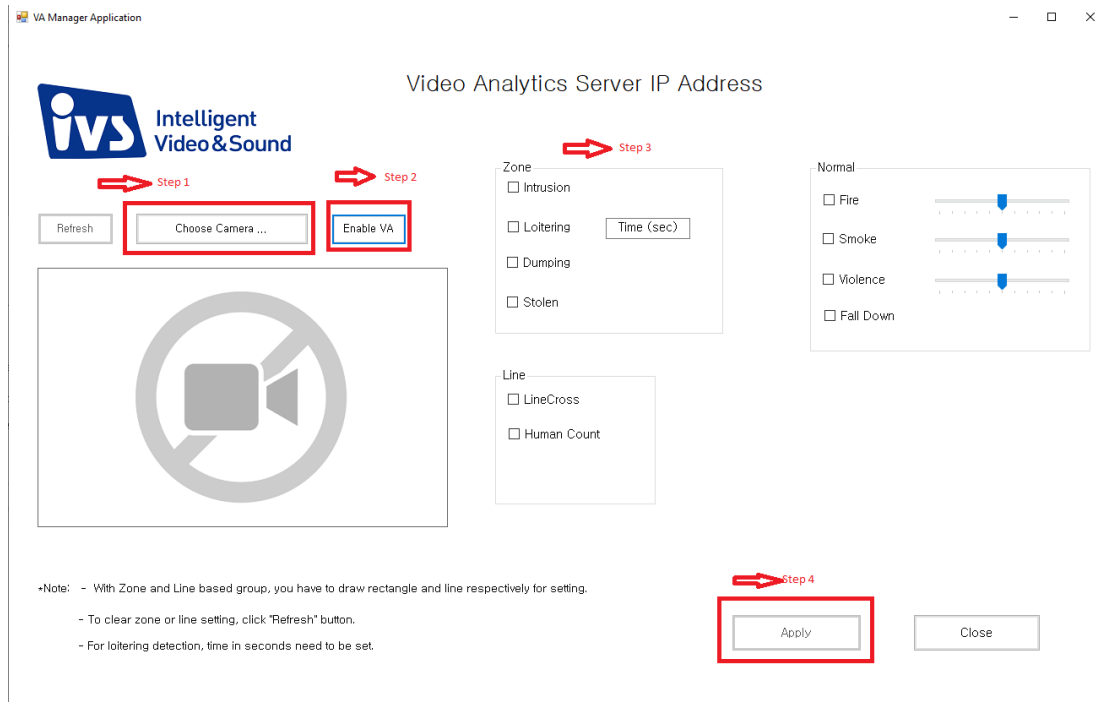 VA Manager Application
Video Analytics Server IP Address
ivs Intelligent
Video & Sound
Step 1
Step 2
Step 3
Refresh
Choose Camera ...
Enable VA
Zone
Intrusion
Loitering
Time (sec)
Dumping
Stolen
Normal
Fire
Smoke
Violence
Fall Down
Line
LineCross
Human Count
*Note: - With Zone and Line based group, you have to draw rectangle and line respectively for setting.
- To clear zone or line setting, click "Refresh" button.
- For loitering detection, time in seconds need to be set.
Step 4
Apply
Close